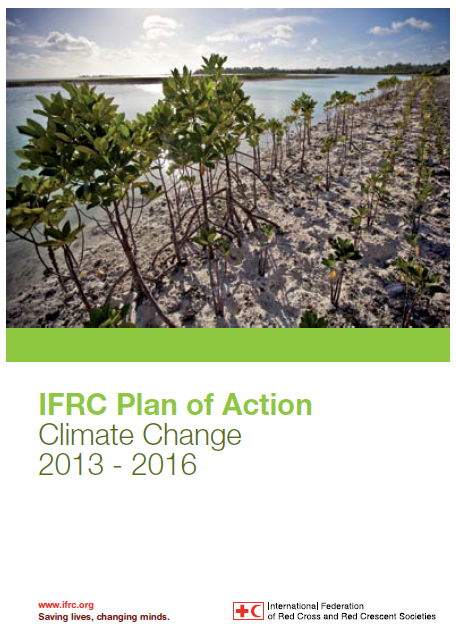 IFRC Plan of Action
Climate Change
2013 - 2016
www.ifrc.org
Saving lives, changing minds.
International Federation
of Red Cross and Red Crescent Societies